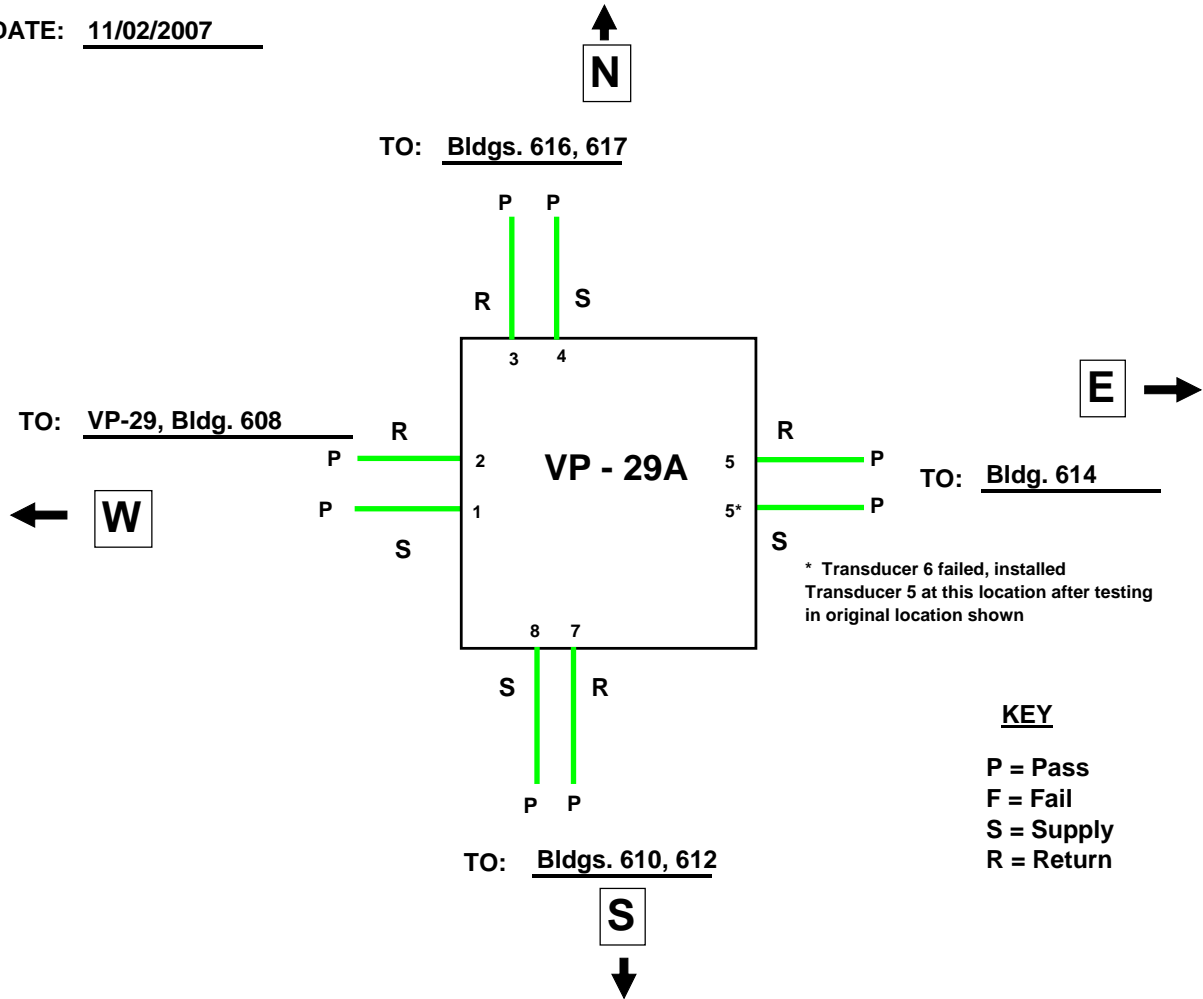 DATE: 11/02/2007
N
TO: Bldgs. 616, 617
P P
R S
3 4
E
TO: VP-29, Bldg. 608
R R
P 2 VP - 29A 5 P
TO: Bldg. 614
W
P 1 5* P
S S
* Transducer 6 failed, installed
Transducer 5 at this location after testing
in original location shown
8 7
S R
KEY
P = Pass
F = Fail
S = Supply
R = Return
P P
TO: Bldgs. 610, 612
S